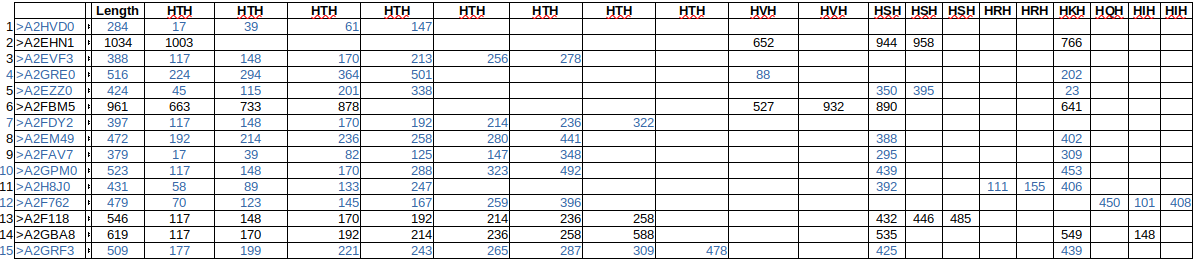 Length HTH HTH HTH HTH HTH HTH HTH HTH HVH HVH HSH HSH HSH HRH HRH HKH HQH HIH HIH
1 >A2HVD0 284 17 39 61 147
2 >A2EHN1 1034 1003 652 944 958 766
3 >A2EVF3 388 117 148 170 213 256 278
4 >A2GRE0 516 224 294 364 501 88 202
5 >A2EZZ0 424 45 115 201 338 350 395 23
6 >A2FBM5 961 663 733 878 527 932 890 641
7 >A2FDY2 397 117 148 170 192 214 236 322
8 >A2EM49 472 192 214 236 258 280 441 388 402
9 >A2FAV7 379 17 39 82 125 147 348 295 309
10 >A2GPM0 523 117 148 170 288 323 492 439 453
11 >A2H8J0 431 58 89 133 247 392 111 155 406
12 >A2F762 479 70 123 145 167 259 396 450 101 408
13 >A2F118 546 117 148 170 192 214 236 258 432 446 485
14 >A2GBA8 619 117 170 192 214 236 258 588 535 549 148
15 >A2GRF3 509 177 199 221 243 265 287 309 478 425 439